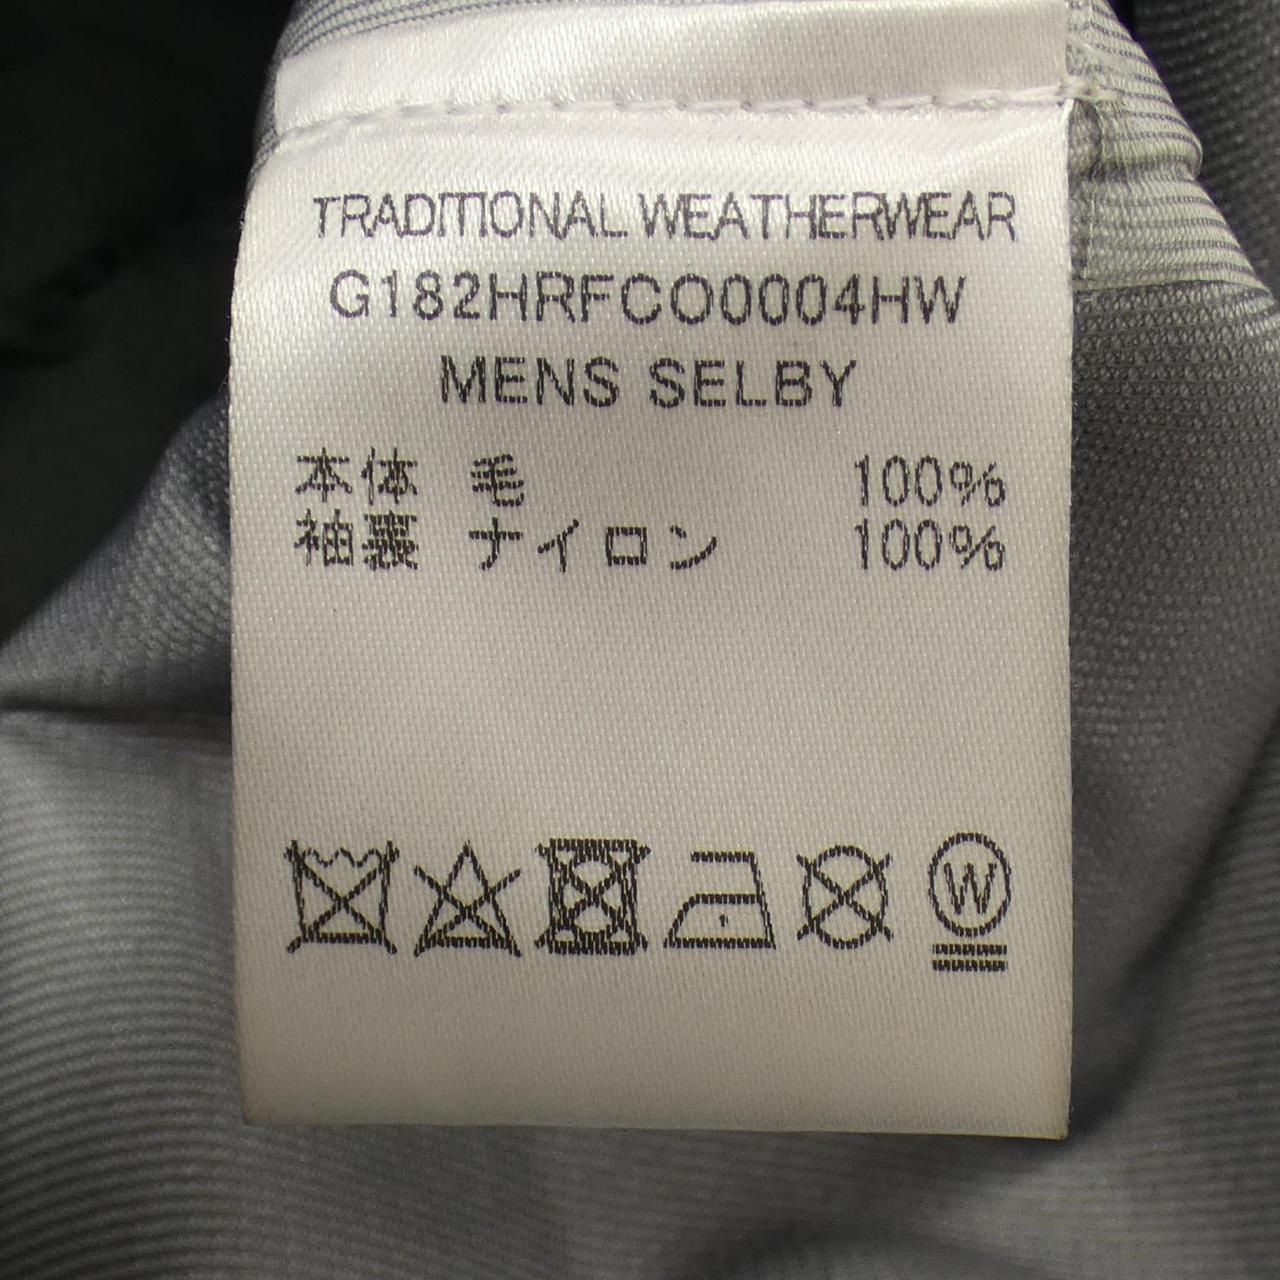 TRADITIONAL WEATHERWEAR
G182HRFCO0004HW
MENS SELBY
本体 毛 100%
袖裏 ナイロン 100%
W